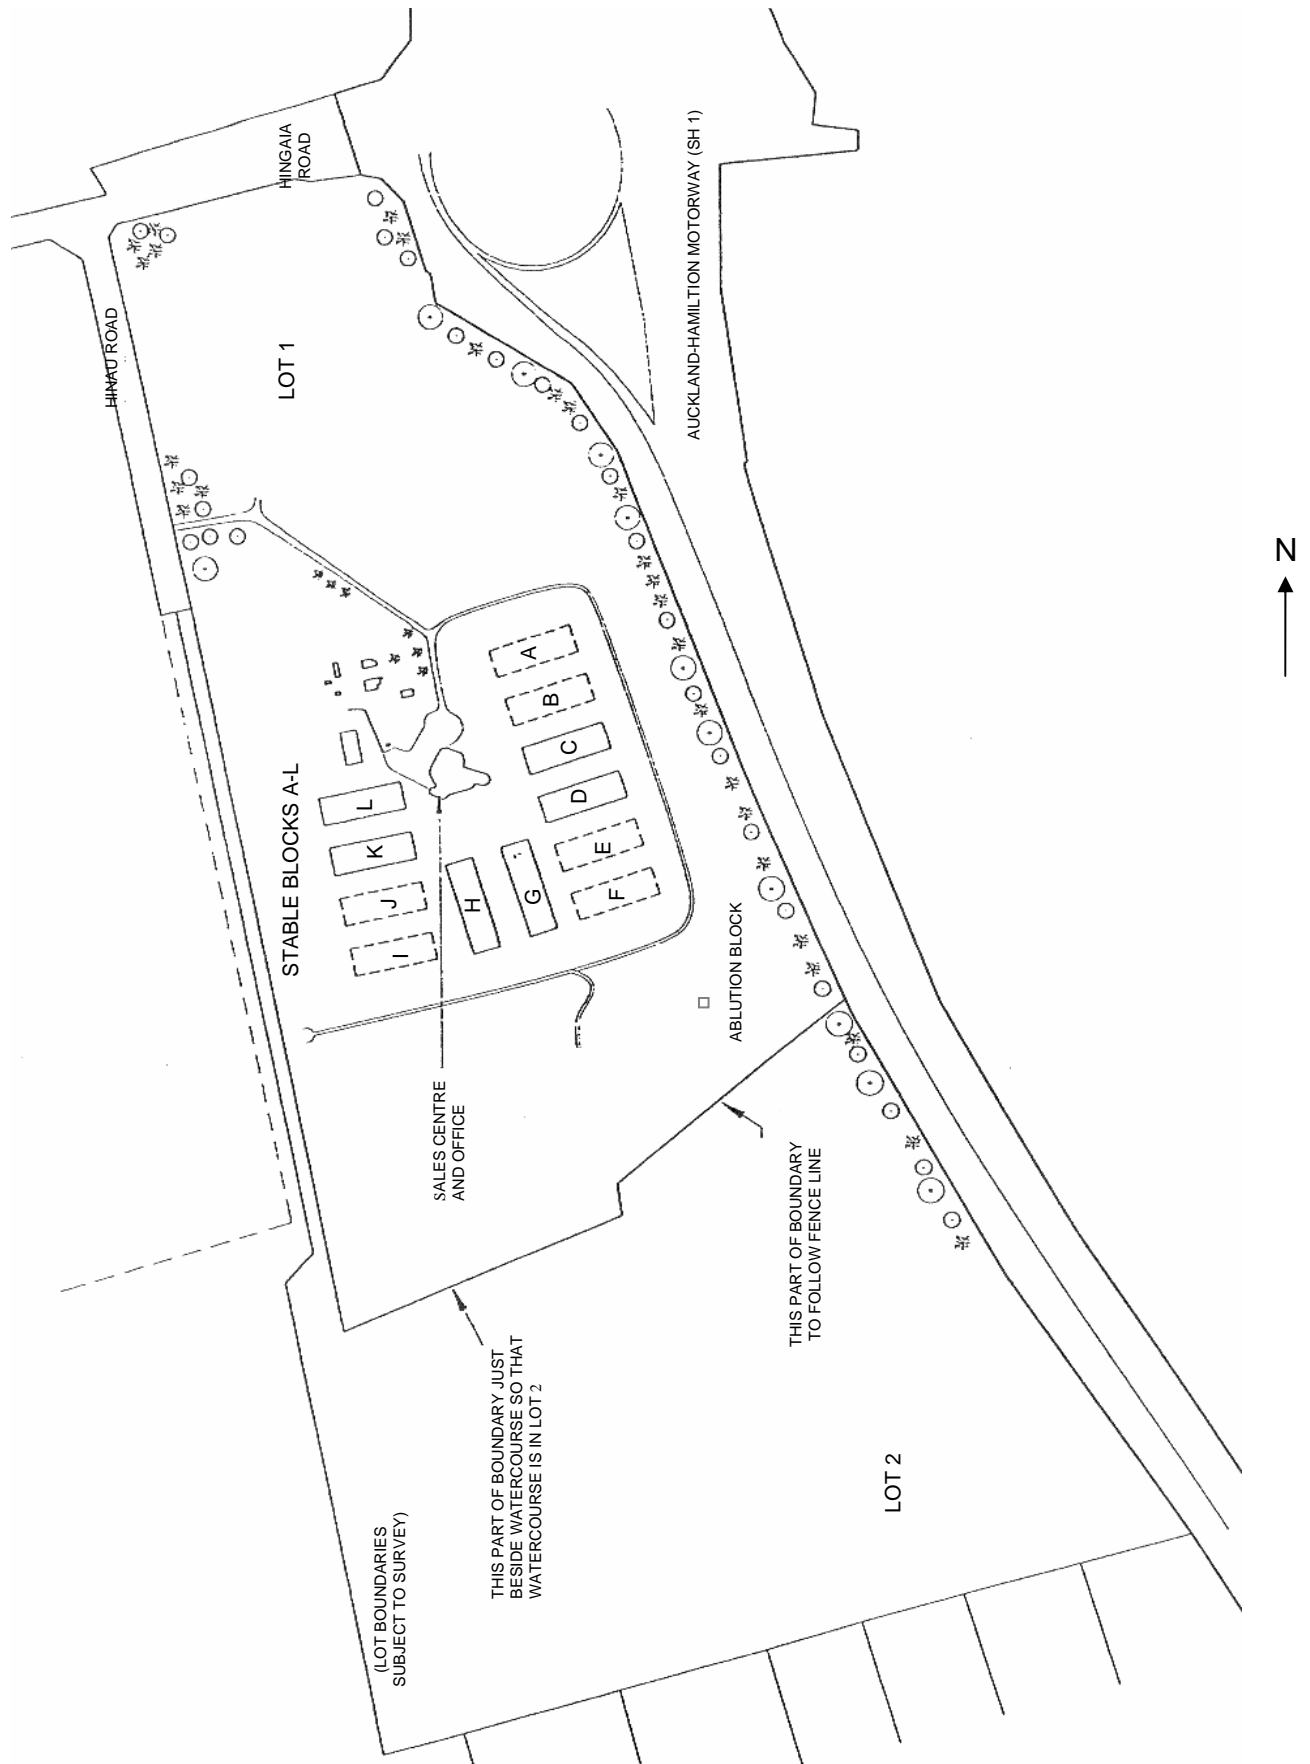 HINGAIA
ROAD
HINAU ROAD
LOT 1
AUCKLAND-HAMILTION MOTORWAY (SH 1)
N
STABLE BLOCKS A-L
A
B
C
D
E
F
G
H
I
J
K
L
SALES CENTRE
AND OFFICE
ABLUTION BLOCK
THIS PART OF BOUNDARY
TO FOLLOW FENCE LINE
THIS PART OF BOUNDARY JUST
BESIDE WATERCOURSE SO THAT
WATERCOURSE IS IN LOT 2
(LOT BOUNDARIES
SUBJECT TO SURVEY)
LOT 2